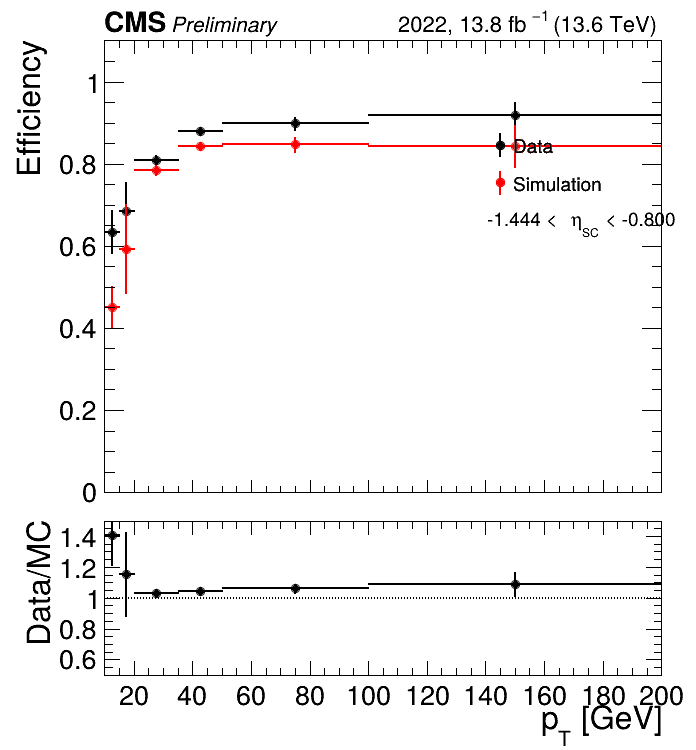 CMS Preliminary 2022, 13.8 fb⁻¹ (13.6 TeV)
Efficiency
1
0.8
0.6
0.4
0.2
0
Data
Simulation
-1.444 < η_SC < -0.800
Data/MC
1.4
1.2
1
0.8
0.6
20 40 60 80 100 120 140 160 180 200
p_T [GeV]